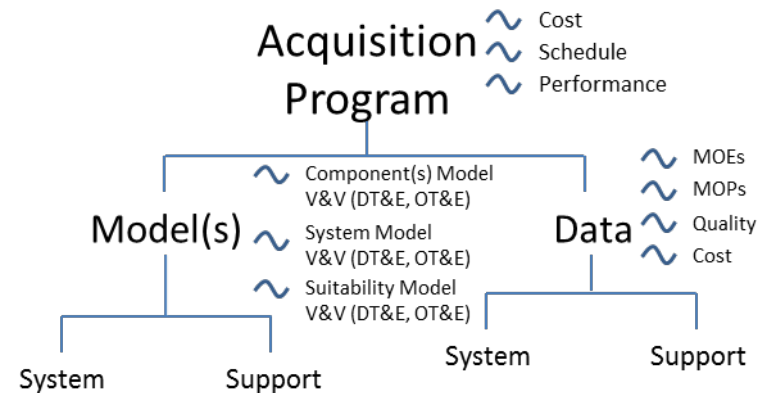 Acquisition
Program
Cost
Schedule
Performance
Model(s)
Component(s) Model
V&V (DT&E, OT&E)
System Model
V&V (DT&E, OT&E)
Suitability Model
V&V (DT&E, OT&E)
Data
MOEs
MOPs
Quality
Cost
System
Support
System
Support